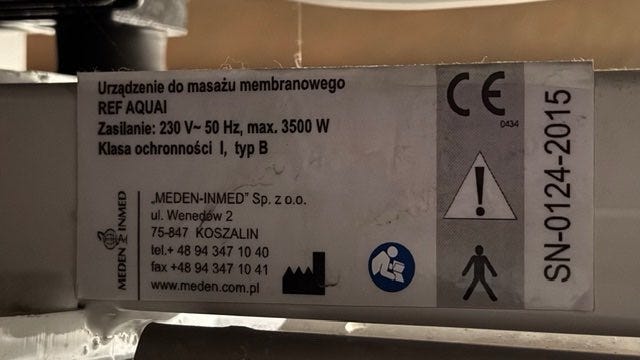 Urządzenie do masażu membranowego
REF AQUAI
Zasilanie: 230 V~ 50 Hz, max. 3500 W
Klasa ochronności I, typ B
MEDEN INMED
„MEDEN-INMED" Sp. z o.o.
ul. Wenedów 2
75-847 KOSZALIN
tel.+ 48 94 347 10 40
fax +48 94 347 10 41
www.meden.com.pl
CE
0434
SN-0124-2015